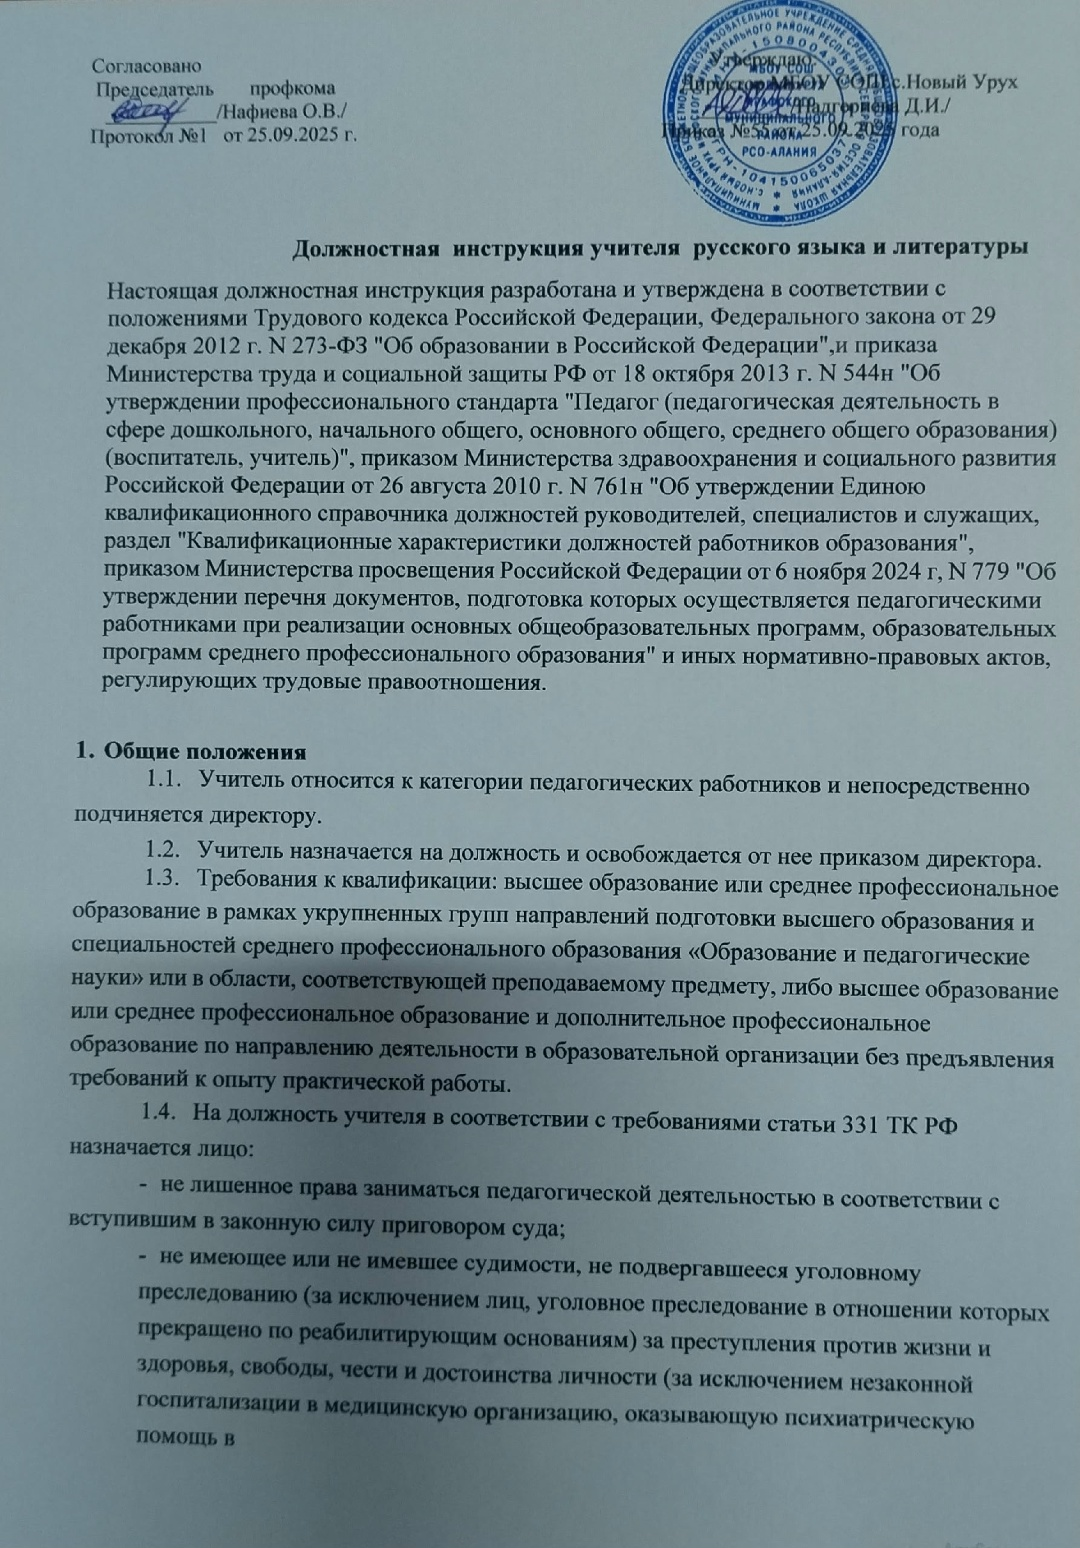 Согласовано
Председатель профкома
/Нафиева О.В./
Протокол №1 от 25.09.2025 г.
Утверждаю
Директор МБОУ СОШ с.Новый Урух
Д.И./
Приказ №55 от 25.09.2025 года
МБОУ СОШ
МУНИЦИПАЛЬНОГО
РАЙОНА
РСО-АЛАНИЯ
Должностная инструкция учителя русского языка и литературы
Настоящая должностная инструкция разработана и утверждена в соответствии с
положениями Трудового кодекса Российской Федерации, Федерального закона от 29
декабря 2012 г. N 273-ФЗ "Об образовании в Российской Федерации",и приказа
Министерства труда и социальной защиты РФ от 18 октября 2013 г. N 544н "Об
утверждении профессионального стандарта "Педагог (педагогическая деятельность в
сфере дошкольного, начального общего, основного общего, среднего общего образования)
(воспитатель, учитель)", приказом Министерства здравоохранения и социального развития
Российской Федерации от 26 августа 2010 г. N 761н "Об утверждении Единою
квалификационного справочника должностей руководителей, специалистов и служащих,
раздел "Квалификационные характеристики должностей работников образования",
приказом Министерства просвещения Российской Федерации от 6 ноября 2024 г, N 779 "Об
утверждении перечня документов, подготовка которых осуществляется педагогическими
работниками при реализации основных общеобразовательных программ, образовательных
программ среднего профессионального образования" и иных нормативно-правовых актов,
регулирующих трудовые правоотношения.
1. Общие положения
1.1. Учитель относится к категории педагогических работников и непосредственно
подчиняется директору.
1.2. Учитель назначается на должность и освобождается от нее приказом директора.
1.3. Требования к квалификации: высшее образование или среднее профессиональное
образование в рамках укрупненных групп направлений подготовки высшего образования и
специальностей среднего профессионального образования «Образование и педагогические
науки» или в области, соответствующей преподаваемому предмету, либо высшее образование
или среднее профессиональное образование и дополнительное профессиональное
образование по направлению деятельности в образовательной организации без предъявления
требований к опыту практической работы.
1.4. На должность учителя в соответствии с требованиями статьи 331 ТК РФ
назначается лицо:
- не лишенное права заниматься педагогической деятельностью в соответствии с
вступившим в законную силу приговором суда;
- не имеющее или не имевшее судимости, не подвергавшееся уголовному
преследованию (за исключением лиц, уголовное преследование в отношении которых
прекращено по реабилитирующим основаниям) за преступления против жизни и
здоровья, свободы, чести и достоинства личности (за исключением незаконной
госпитализации в медицинскую организацию, оказывающую психиатрическую
помощь в